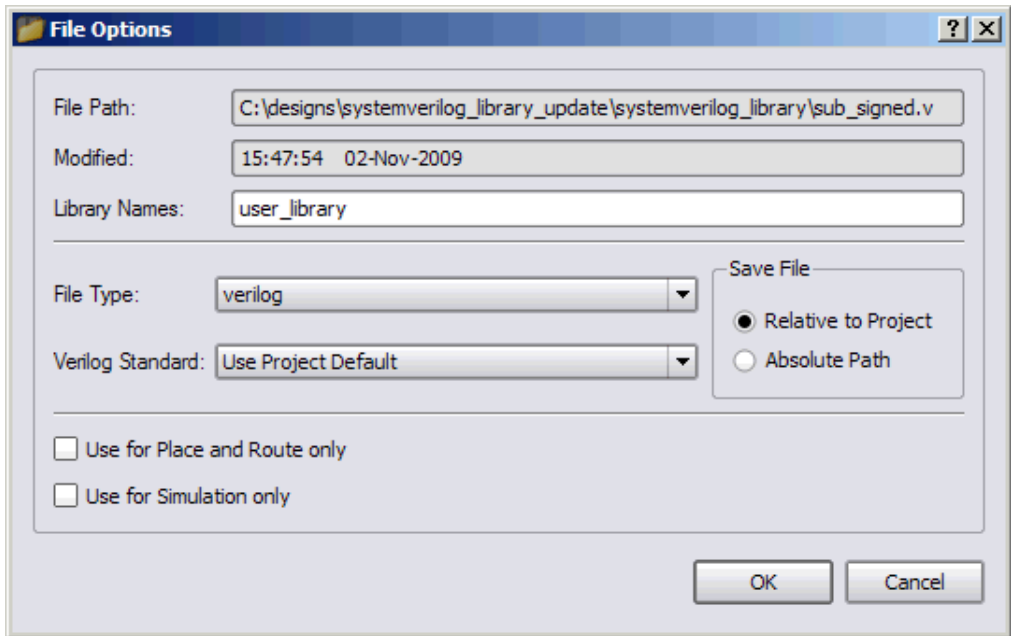 File Options
File Path: C:\designs\systemverilog_library_update\systemverilog_library\sub_signed.v
Modified: 15:47:54 02-Nov-2009
Library Names: user_library
Save File
File Type: verilog
Relative to Project
Verilog Standard: Use Project Default
Absolute Path
Use for Place and Route only
Use for Simulation only
OK Cancel